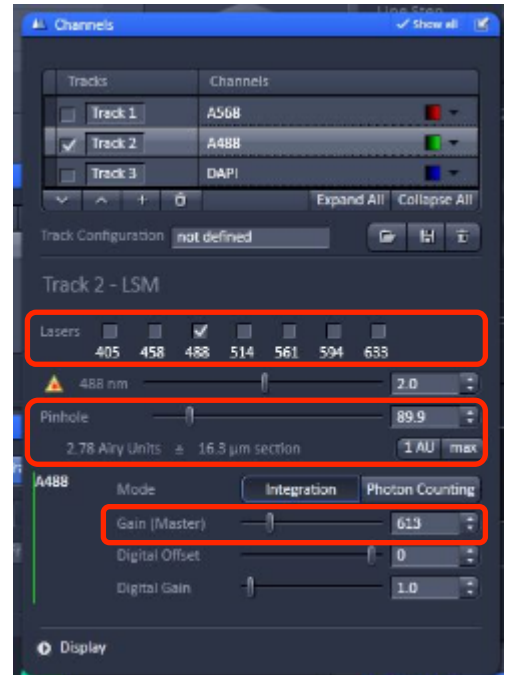 Line Step
Channels Show all
Tracks Channels
Track 1 A568
Track 2 A488
Track 3 DAPI
Expand All Collapse All
Track Configuration not defined
Track 2 - LSM
Lasers
405 458 488 514 561 594 633
488 nm 2.0
Pinhole 89.9
2.78 Airy Units ≙ 16.3 µm section 1 AU max
A488 Mode Integration Photon Counting
Gain (Master) 613
Digital Offset 0
Digital Gain 1.0
Display